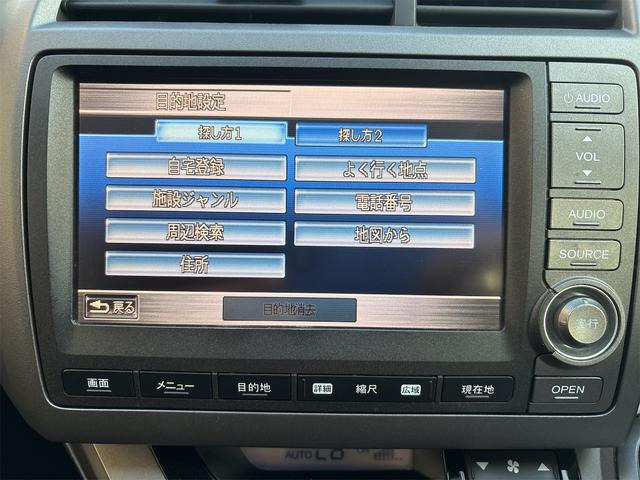 目的地設定
探し方1 探し方2
自宅登録 よく行く地点
施設ジャンル 電話番号
周辺検索 地図から
住所
戻る 目的地消去
AUDIO
VOL
AUDIO
SOURCE
実行
画面 メニュー 目的地 詳細 縮尺 広域 現在地 OPEN
AUTO LO